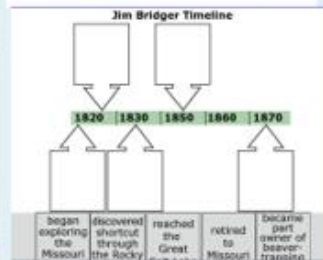 Jim Bridger Timeline
1820 1830 1850 1860 1870
began
exploring
the
Missouri
discovered
shortcut
through
the Rocky
reached
the
Great
retired
to
Missouri
became
part
owner of
beaver-
trapping